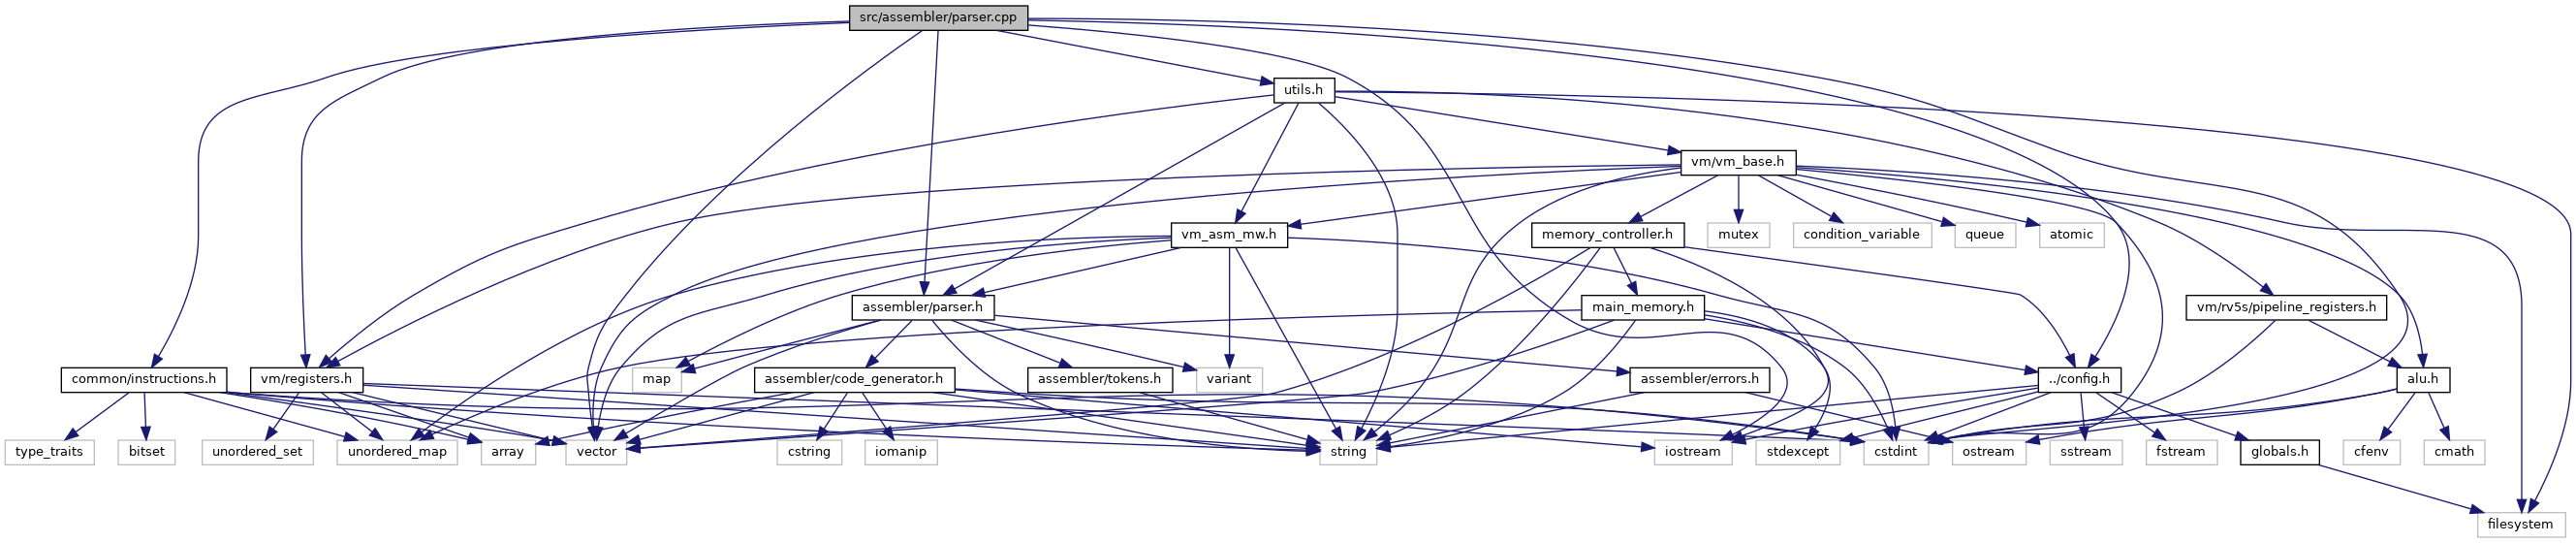 src/assembler/parser.cpp
utils.h
vm/vm_base.h
vm_asm_mw.h
memory_controller.h
mutex
condition_variable
queue
atomic
assembler/parser.h
main_memory.h
vm/rv5s/pipeline_registers.h
common/instructions.h
vm/registers.h
map
assembler/code_generator.h
assembler/tokens.h
variant
assembler/errors.h
../config.h
alu.h
type_traits
bitset
unordered_set
unordered_map
array
vector
cstring
iomanip
string
iostream
stdexcept
cstdint
ostream
sstream
fstream
globals.h
cfenv
cmath
filesystem